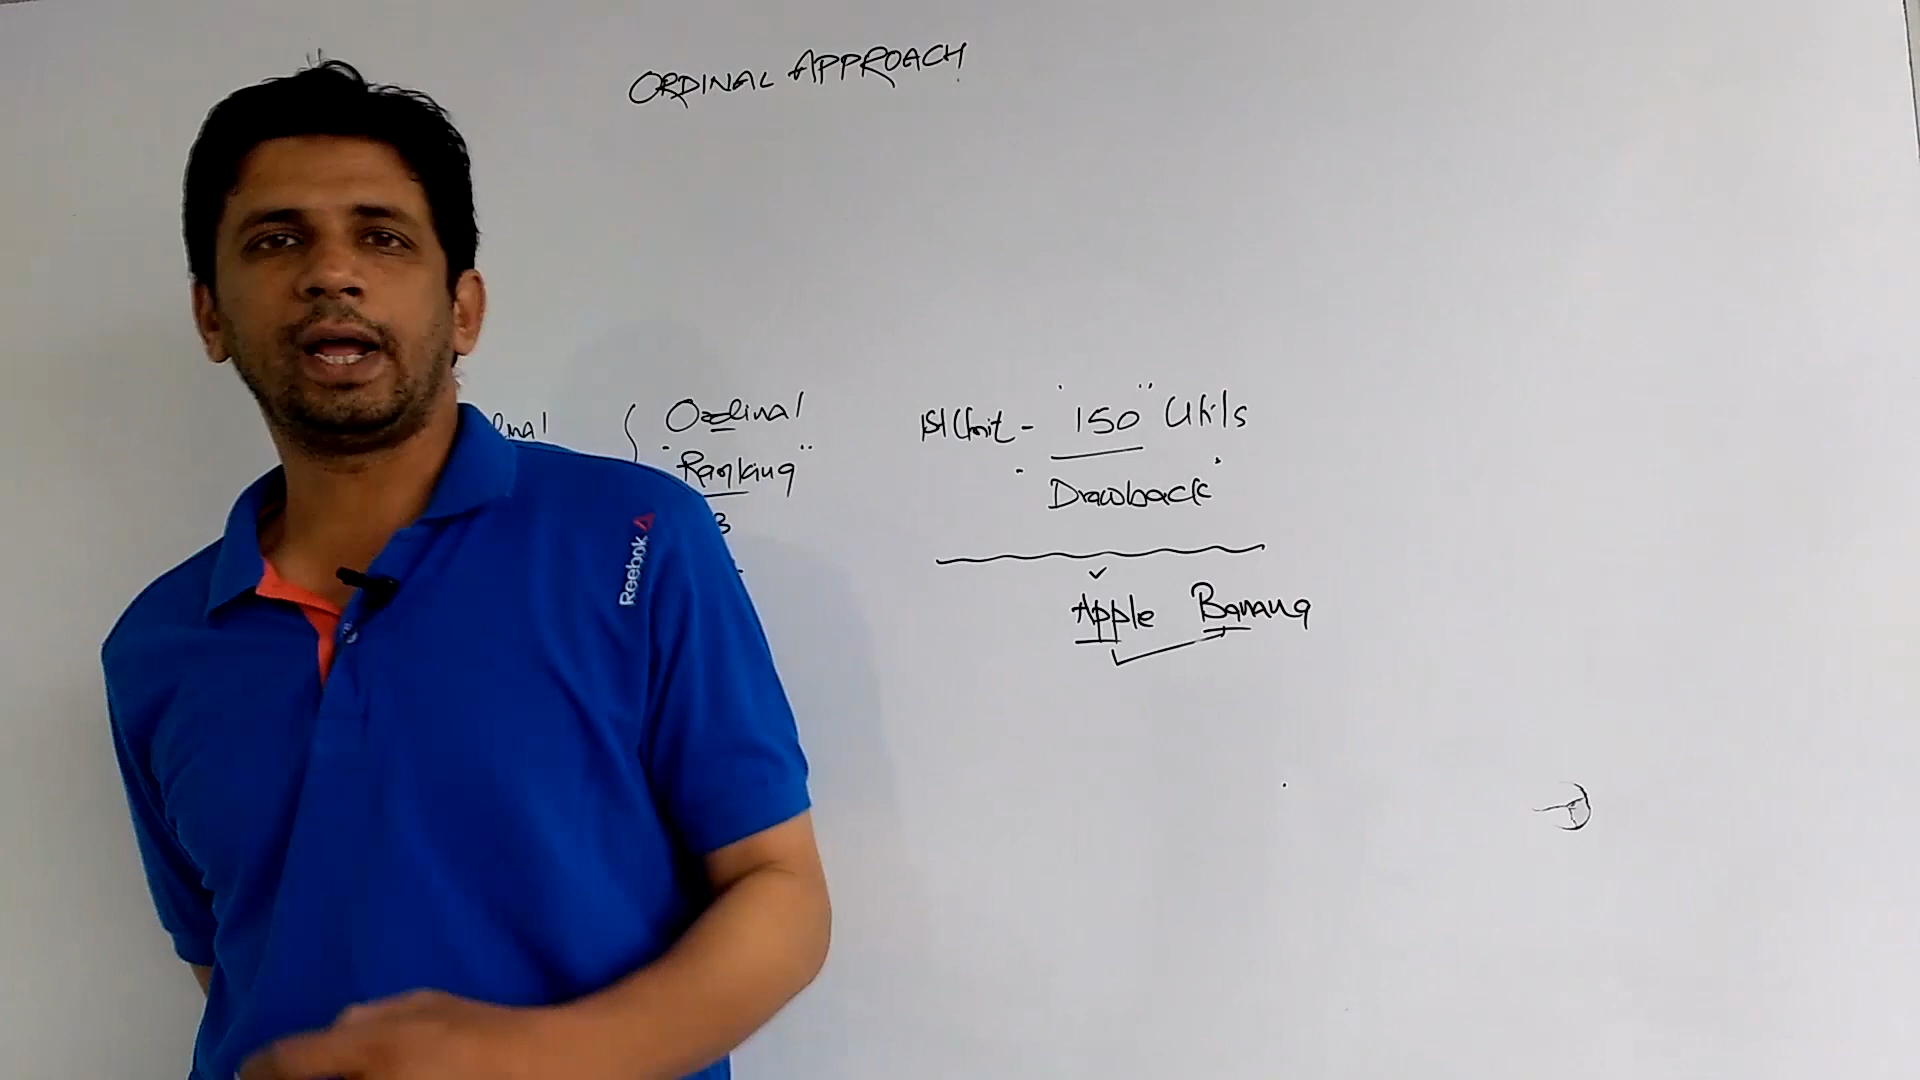 ORDINAL APPROACH
Ordinal
"Ranking"
B
1st Unit - "150" Utils
"Drawback"
Apple Banana
Reebok